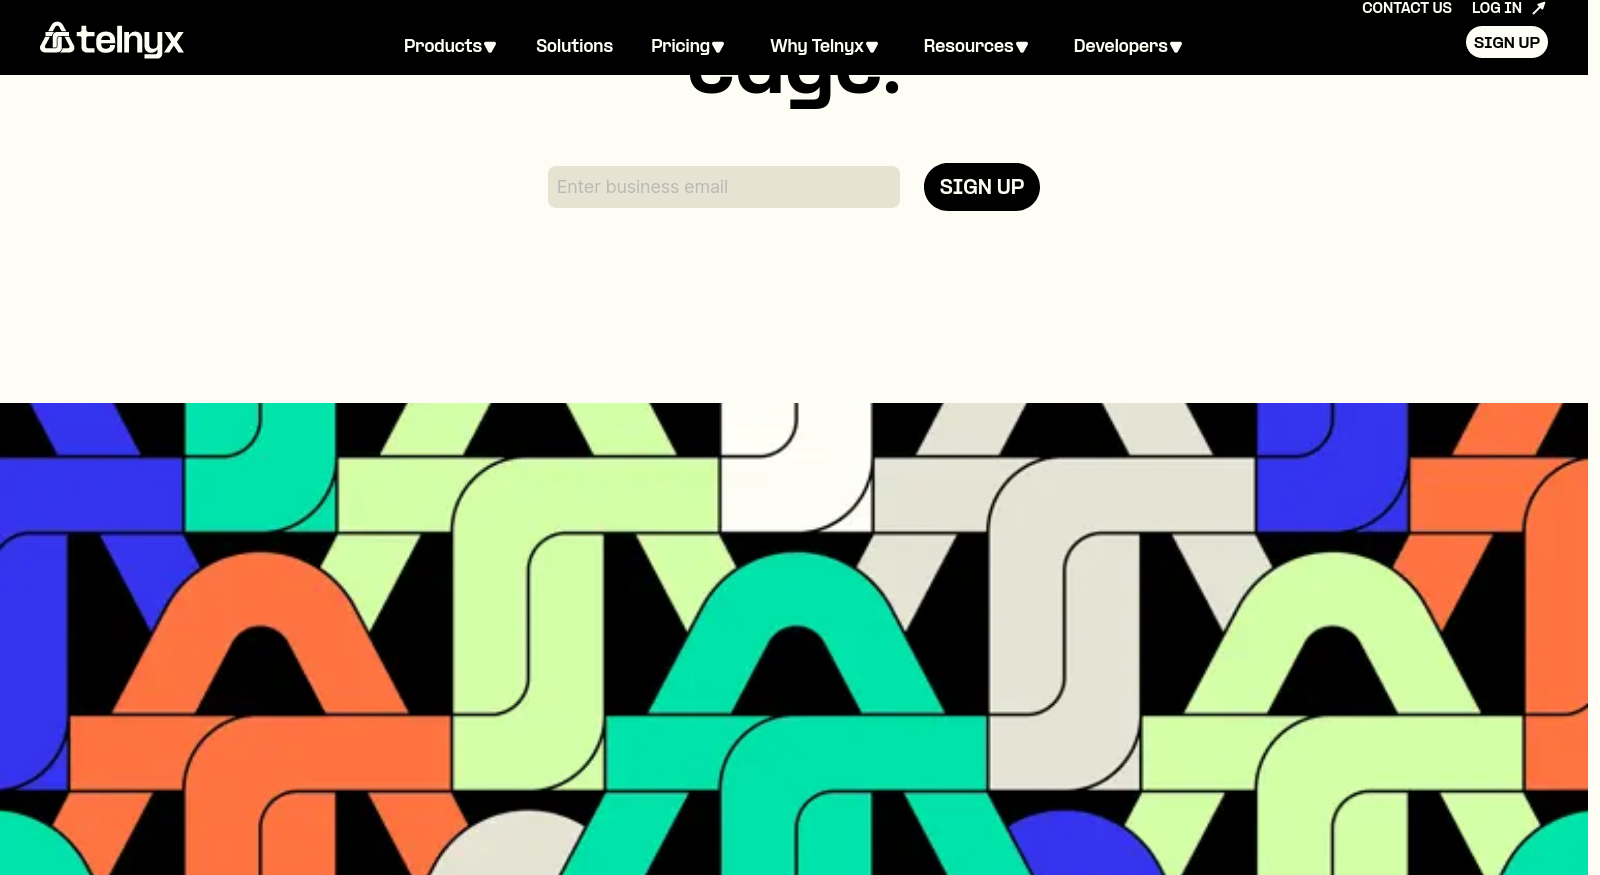 CONTACT US LOG IN
telnyx
Products Solutions Pricing Why Telnyx Resources Developers
SIGN UP
edge.
Enter business email
SIGN UP